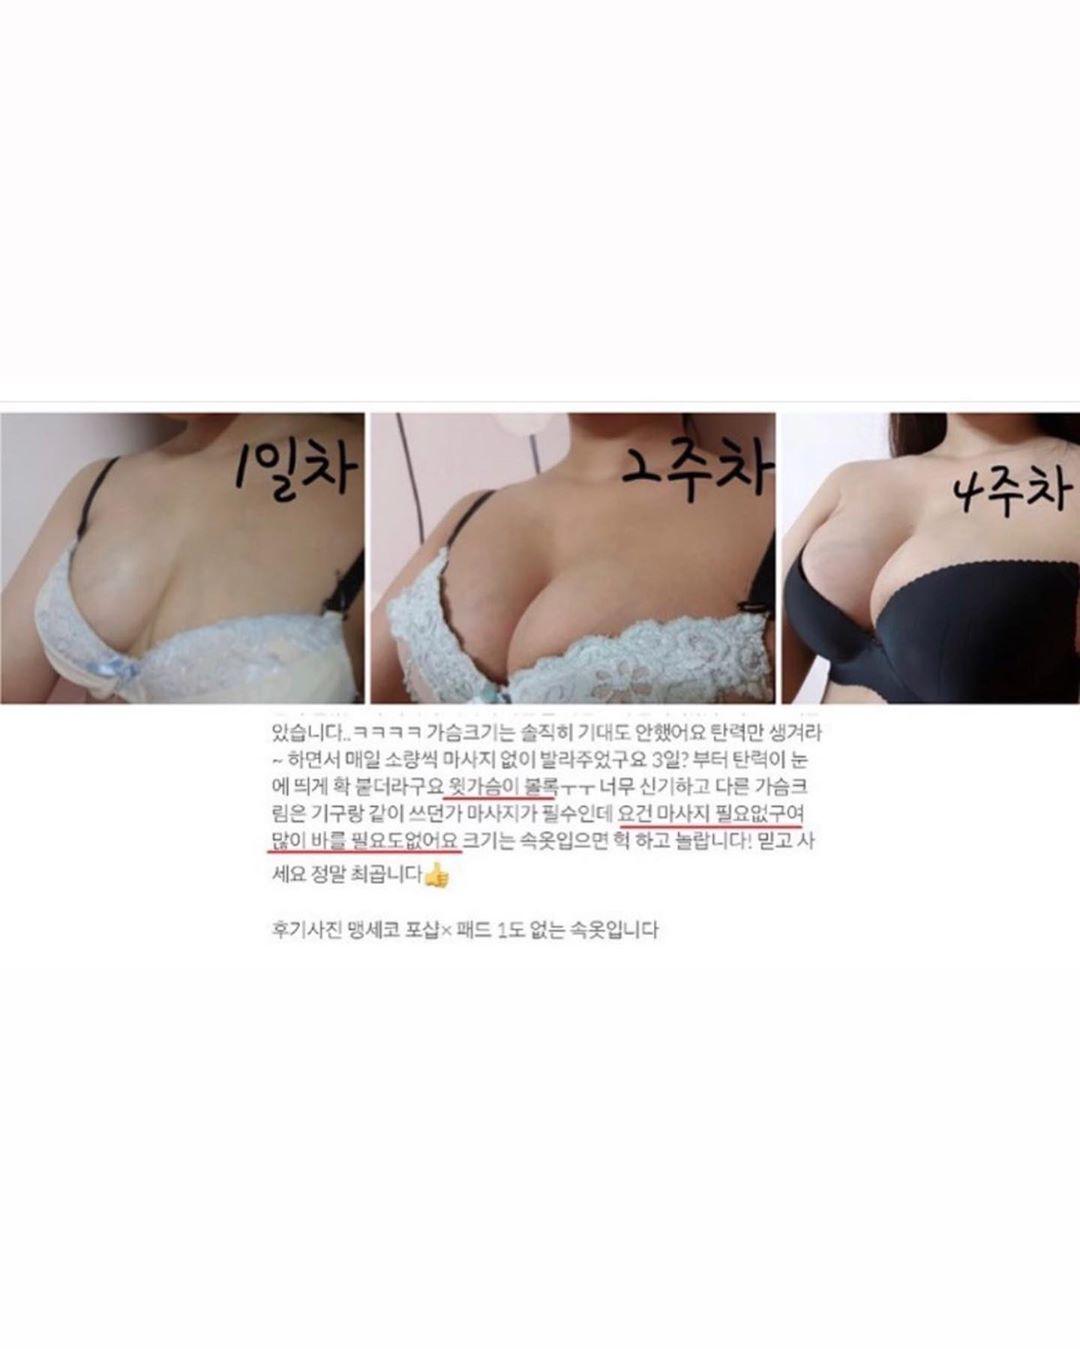 1일차
2주차
4주차
았습니다..ㅋㅋㅋㅋ 가슴크기는 솔직히 기대도 안했어요 탄력만 생겨라
~ 하면서 매일 소량씩 마사지 없이 발라주었구요 3일? 부터 탄력이 눈
에 띄게 확 붙더라구요 윗가슴이 볼록ㅜㅜ 너무 신기하고 다른 가슴크
림은 기구랑 같이 쓰던가 마사지가 필수인데 요건 마사지 필요없구여
많이 바를 필요도없어요 크기는 속옷입으면 헉 하고 놀랍니다! 믿고 사
세요 정말 최곱니다👍
후기사진 맹세코 포샵× 패드 1도 없는 속옷입니다